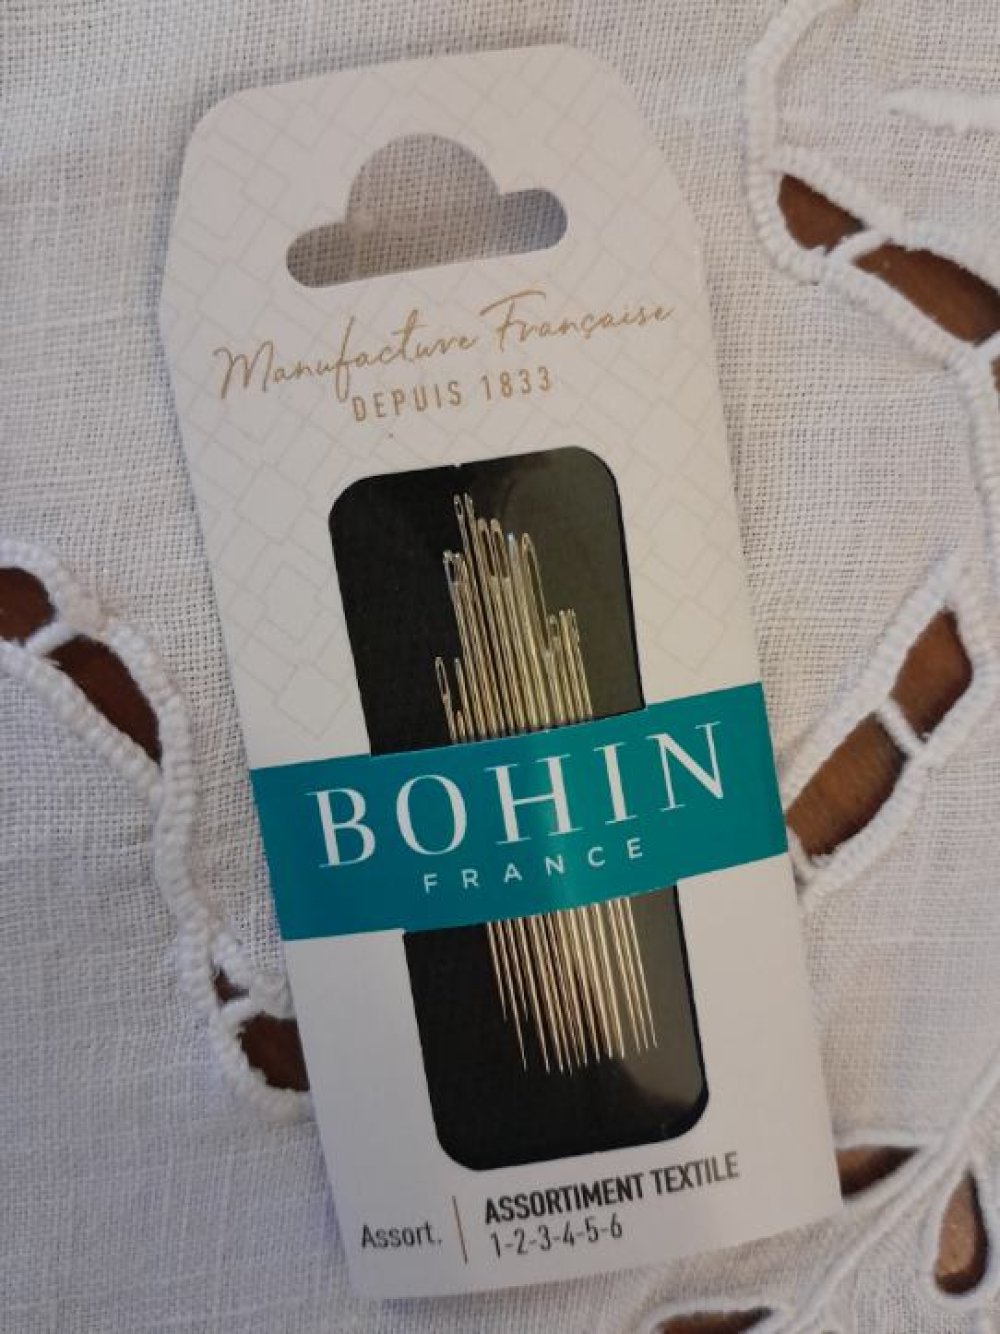 Manufacture Française
DEPUIS 1833
BOHIN
FRANCE
Assort.
ASSORTIMENT TEXTILE
1-2-3-4-5-6